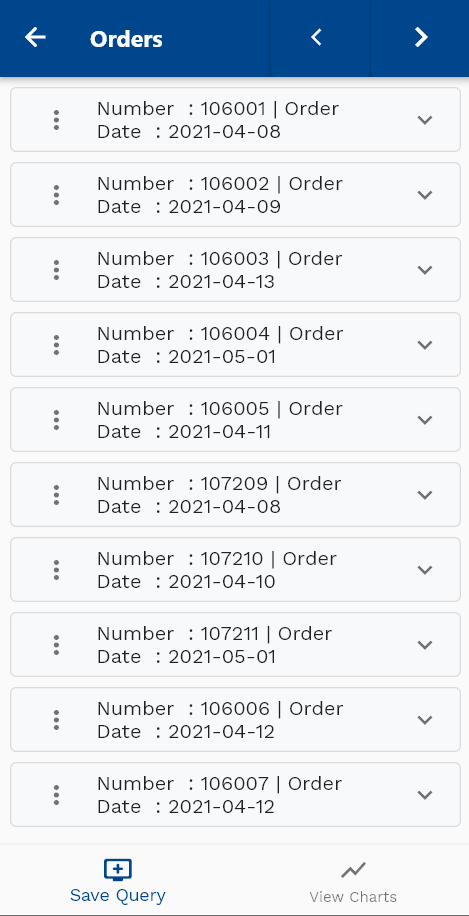 Orders
Number : 106001 | Order
Date : 2021-04-08
Number : 106002 | Order
Date : 2021-04-09
Number : 106003 | Order
Date : 2021-04-13
Number : 106004 | Order
Date : 2021-05-01
Number : 106005 | Order
Date : 2021-04-11
Number : 107209 | Order
Date : 2021-04-08
Number : 107210 | Order
Date : 2021-04-10
Number : 107211 | Order
Date : 2021-05-01
Number : 106006 | Order
Date : 2021-04-12
Number : 106007 | Order
Date : 2021-04-12
Save Query
View Charts